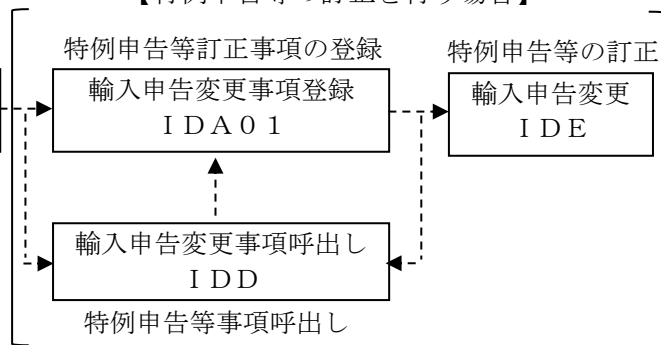 【特例申告等の訂正を行う場合】
特例申告等訂正事項の登録
特例申告等の訂正
輸入申告変更事項登録
ＩＤＡ０１
輸入申告変更
ＩＤＥ
輸入申告変更事項呼出し
ＩＤＤ
特例申告等事項呼出し